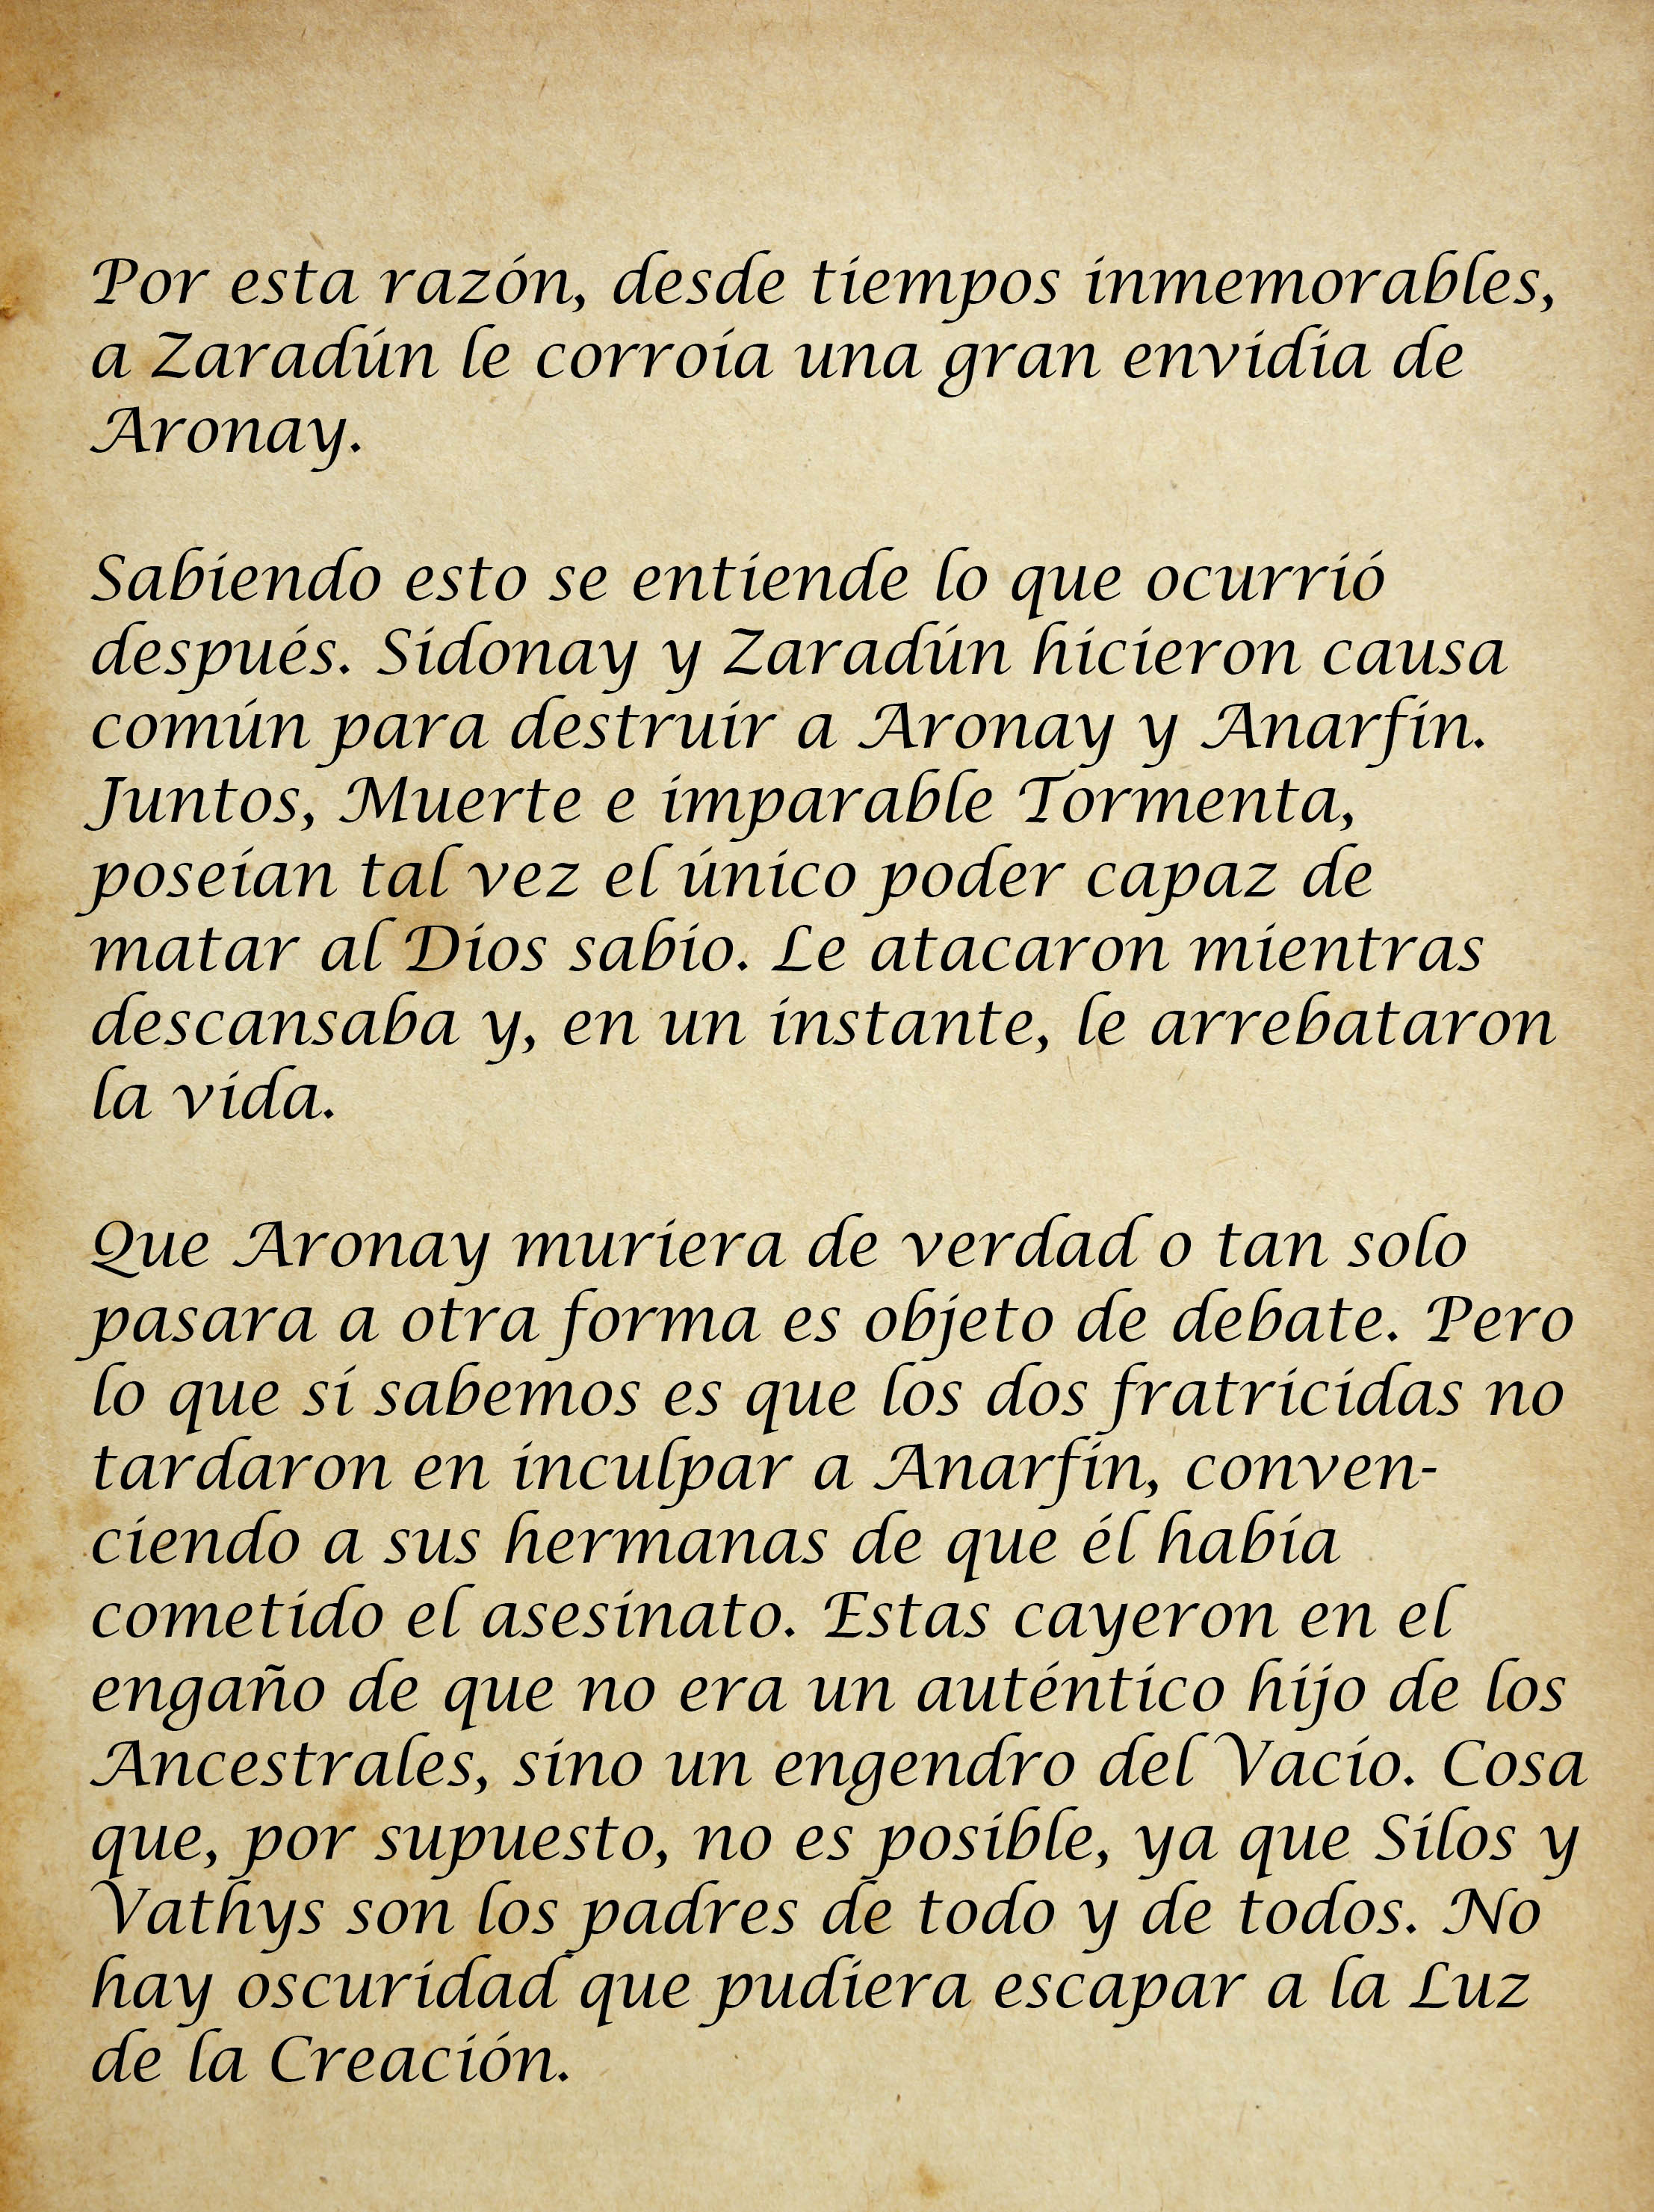 Por esta razón, desde tiempos inmemorables,
a Zaradún le corroía una gran envidia de
Aronay.
Sabiendo esto se entiende lo que ocurrió
después. Sidonay y Zaradún hicieron causa
común para destruir a Aronay y Anarfin.
Juntos, Muerte e imparable Tormenta,
poseían tal vez el único poder capaz de
matar al Dios sabio. Le atacaron mientras
descansaba y, en un instante, le arrebataron
la vida.
Que Aronay muriera de verdad o tan solo
pasara a otra forma es objeto de debate. Pero
lo que sí sabemos es que los dos fratricidas no
tardaron en inculpar a Anarfin, conven-
ciendo a sus hermanas de que él había
cometido el asesinato. Estas cayeron en el
engaño de que no era un auténtico hijo de los
Ancestrales, sino un engendro del Vacío. Cosa
que, por supuesto, no es posible, ya que Silos y
Vathys son los padres de todo y de todos. No
hay oscuridad que pudiera escapar a la Luz
de la Creación.